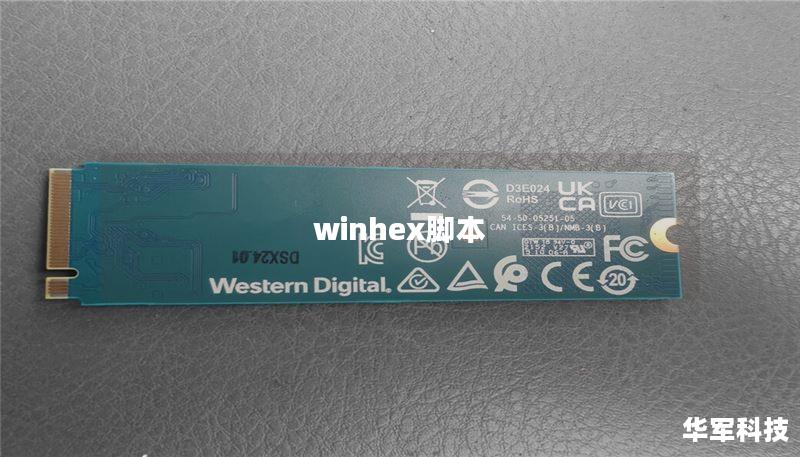 D3E024
RoHS
UK
CA
VCI
54-50-05251-05
CAN ICES-3(B)/NMB-3(B)
winhex脚本
DSX24.01
FC
Western Digital®
CE
20
华军科技